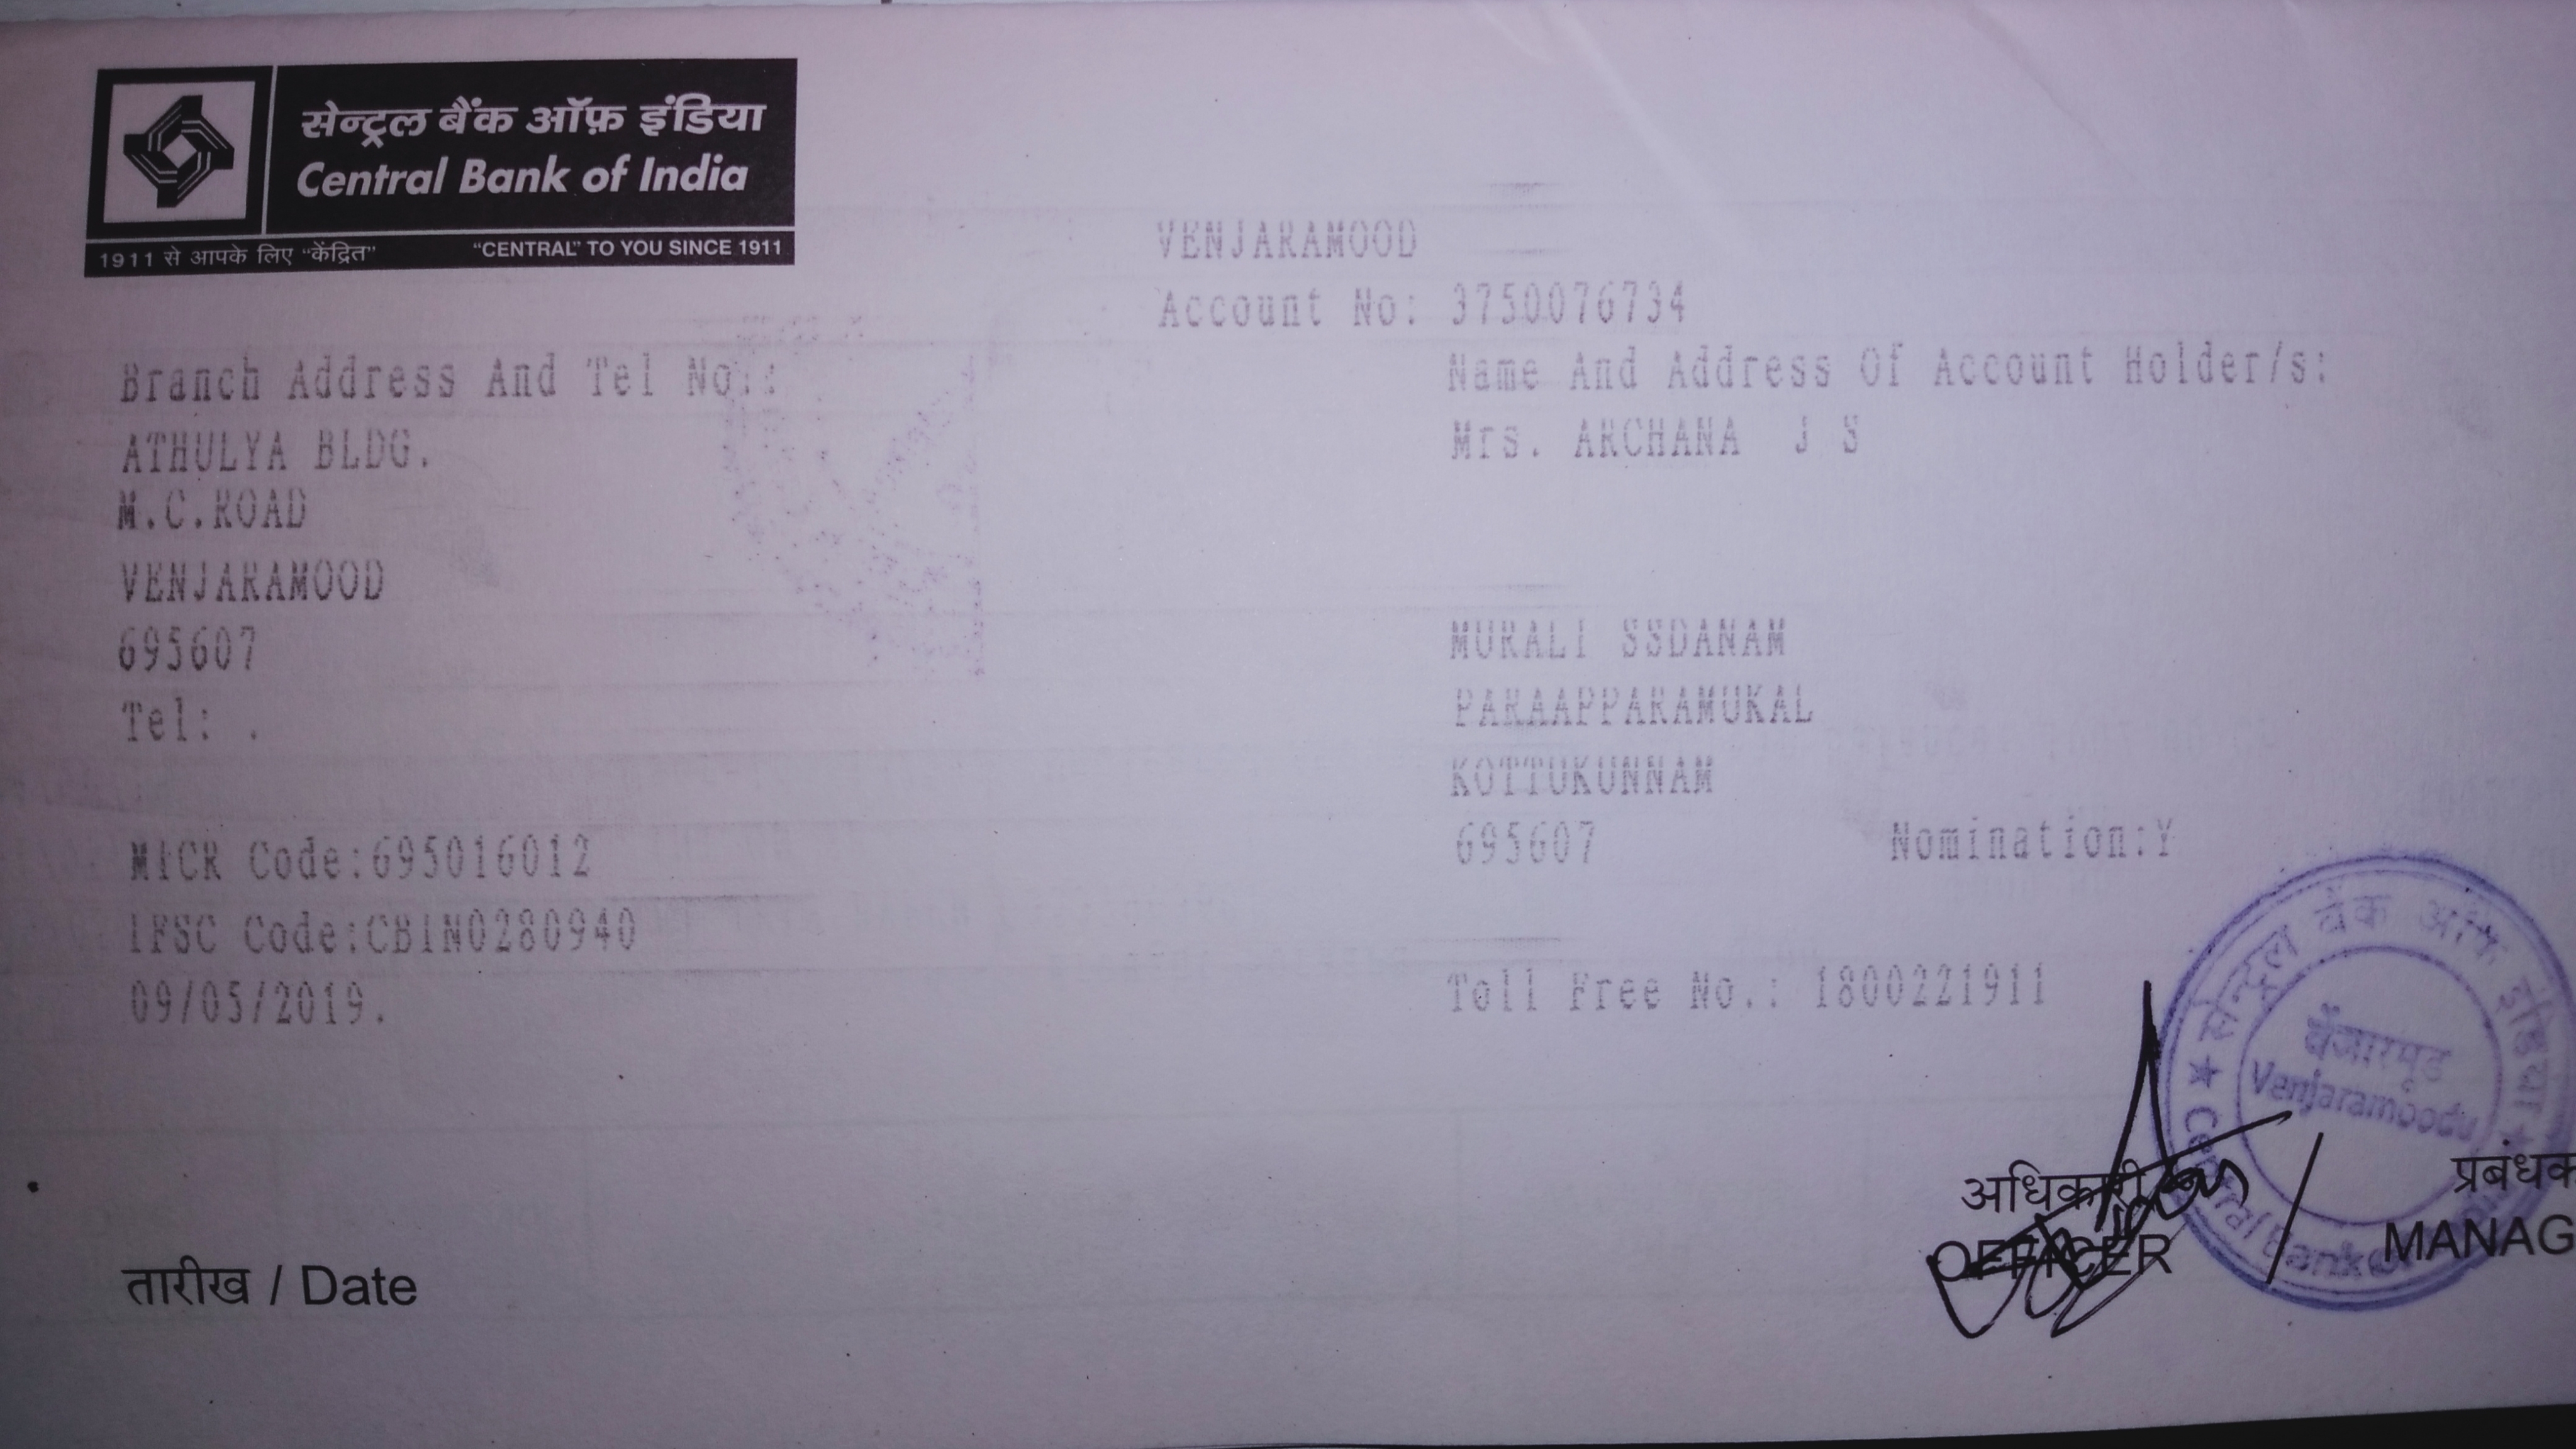 सेन्ट्रल बैंक ऑफ़ इंडिया
Central Bank of India
1911 से आपके लिए "केंद्रित" "CENTRAL" TO YOU SINCE 1911
VENJARAMOOD
Account No: 3750076734
Branch Address And Tel No.:
ATHULYA BLDG.
M.C.ROAD
VENJARAMOOD
695607
Tel: .
MICR Code:695016012
IFSC Code:CBIN0280940
09/05/2019.
Name And Address Of Account Holder/s:
Mrs. ARCHANA J S
MURALI SSDANAM
PARAAPPARAMUKAL
KOTTUKUNNAM
695607 Nomination:Y
Toll Free No.: 1800221911
सेन्ट्रल बैंक ऑफ इंडिया
वेंजारमूड
Venjaramoodu
Central Bank of
तारीख / Date
अधिकारी / प्रबंधक
OFFICER / MANAG